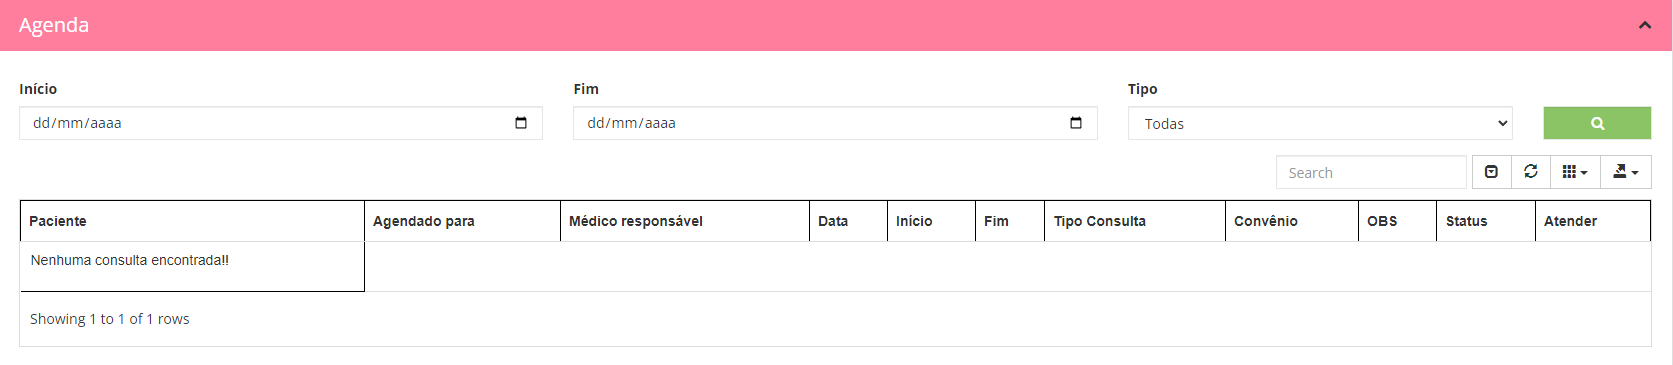 Agenda
Início Fim Tipo
dd/mm/aaaa dd/mm/aaaa Todas
Search
Paciente Agendado para Médico responsável Data Início Fim Tipo Consulta Convênio OBS Status Atender
Nenhuma consulta encontrada!!
Showing 1 to 1 of 1 rows